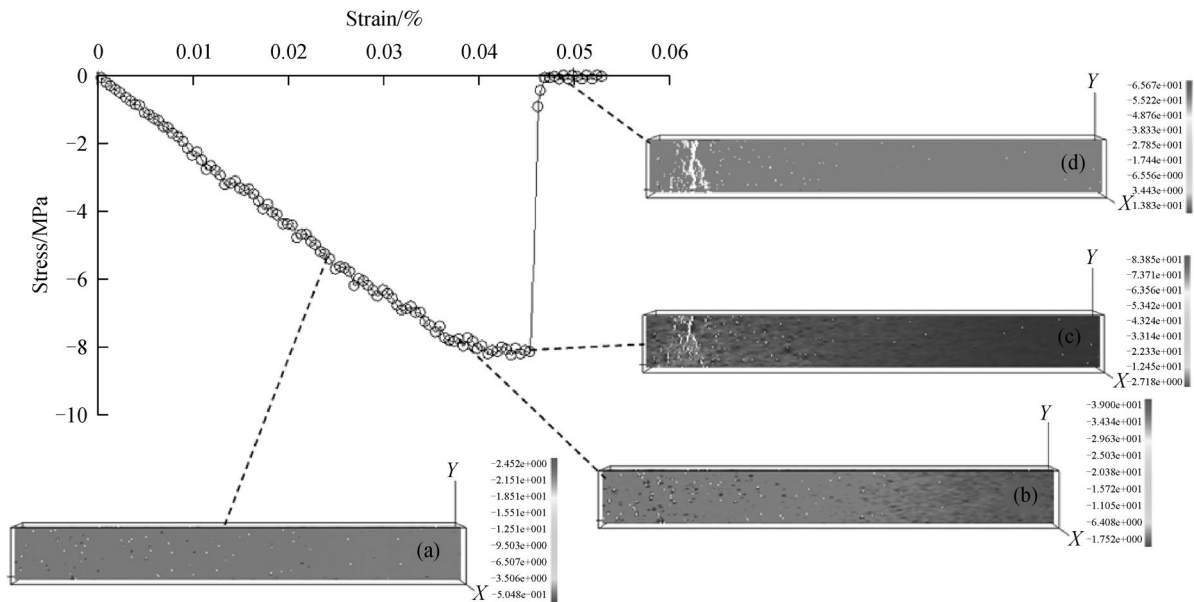 Strain/%
0 0.01 0.02 0.03 0.04 0.05 0.06
0
−2
−4
−6
−8
−10
Stress/MPa
Y
(d)
X
−6.567e+001
−5.522e+001
−4.876e+001
−3.833e+001
−2.785e+001
−1.744e+001
−6.556e+000
3.443e+001
1.383e+001
Y
(c)
X
−8.385e+001
−7.371e+001
−6.356e+001
−5.342e+001
−4.324e+001
−3.314e+001
−2.233e+001
−1.245e+001
−2.718e+000
Y
(b)
X
−3.900e+001
−3.434e+001
−2.963e+001
−2.503e+001
−2.038e+001
−1.572e+001
−1.105e+001
−6.408e+000
−1.752e+000
Y
(a)
X
−2.452e+000
−2.151e+001
−1.851e+001
−1.551e+001
−1.251e+001
−9.503e+000
−6.507e+000
−3.506e+000
−5.048e−001